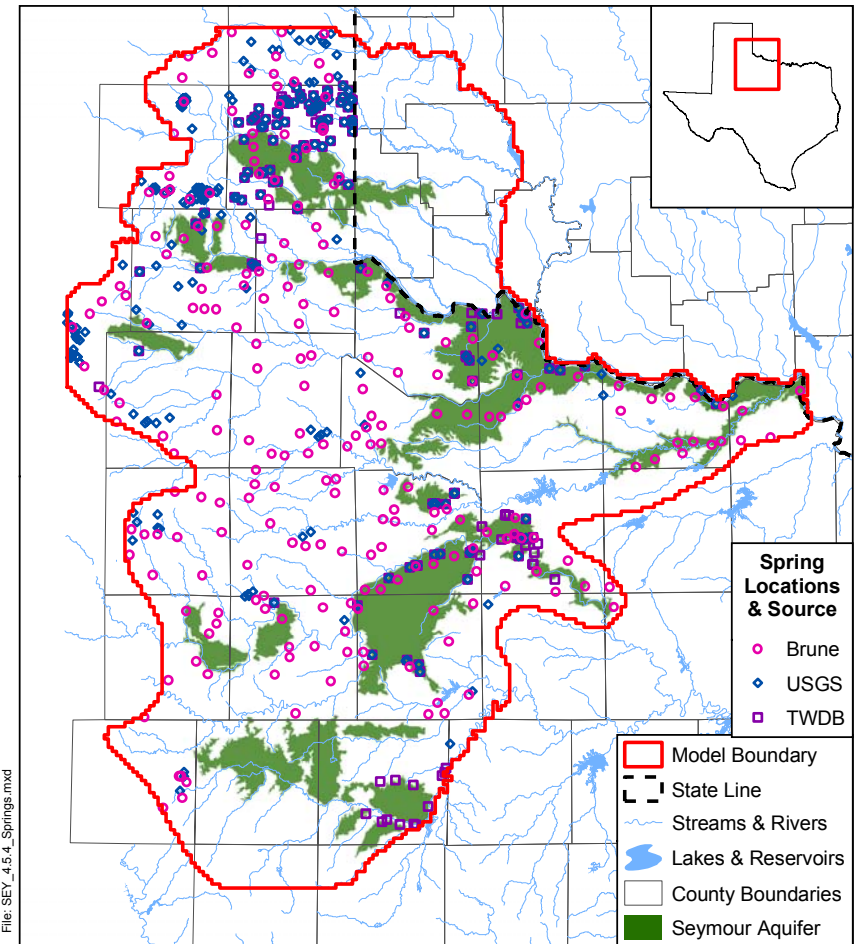 Spring
Locations
& Source
Brune
USGS
TWDB
Model Boundary
State Line
Streams & Rivers
Lakes & Reservoirs
County Boundaries
Seymour Aquifer
File: SEY_4.5.4_Springs.mxd